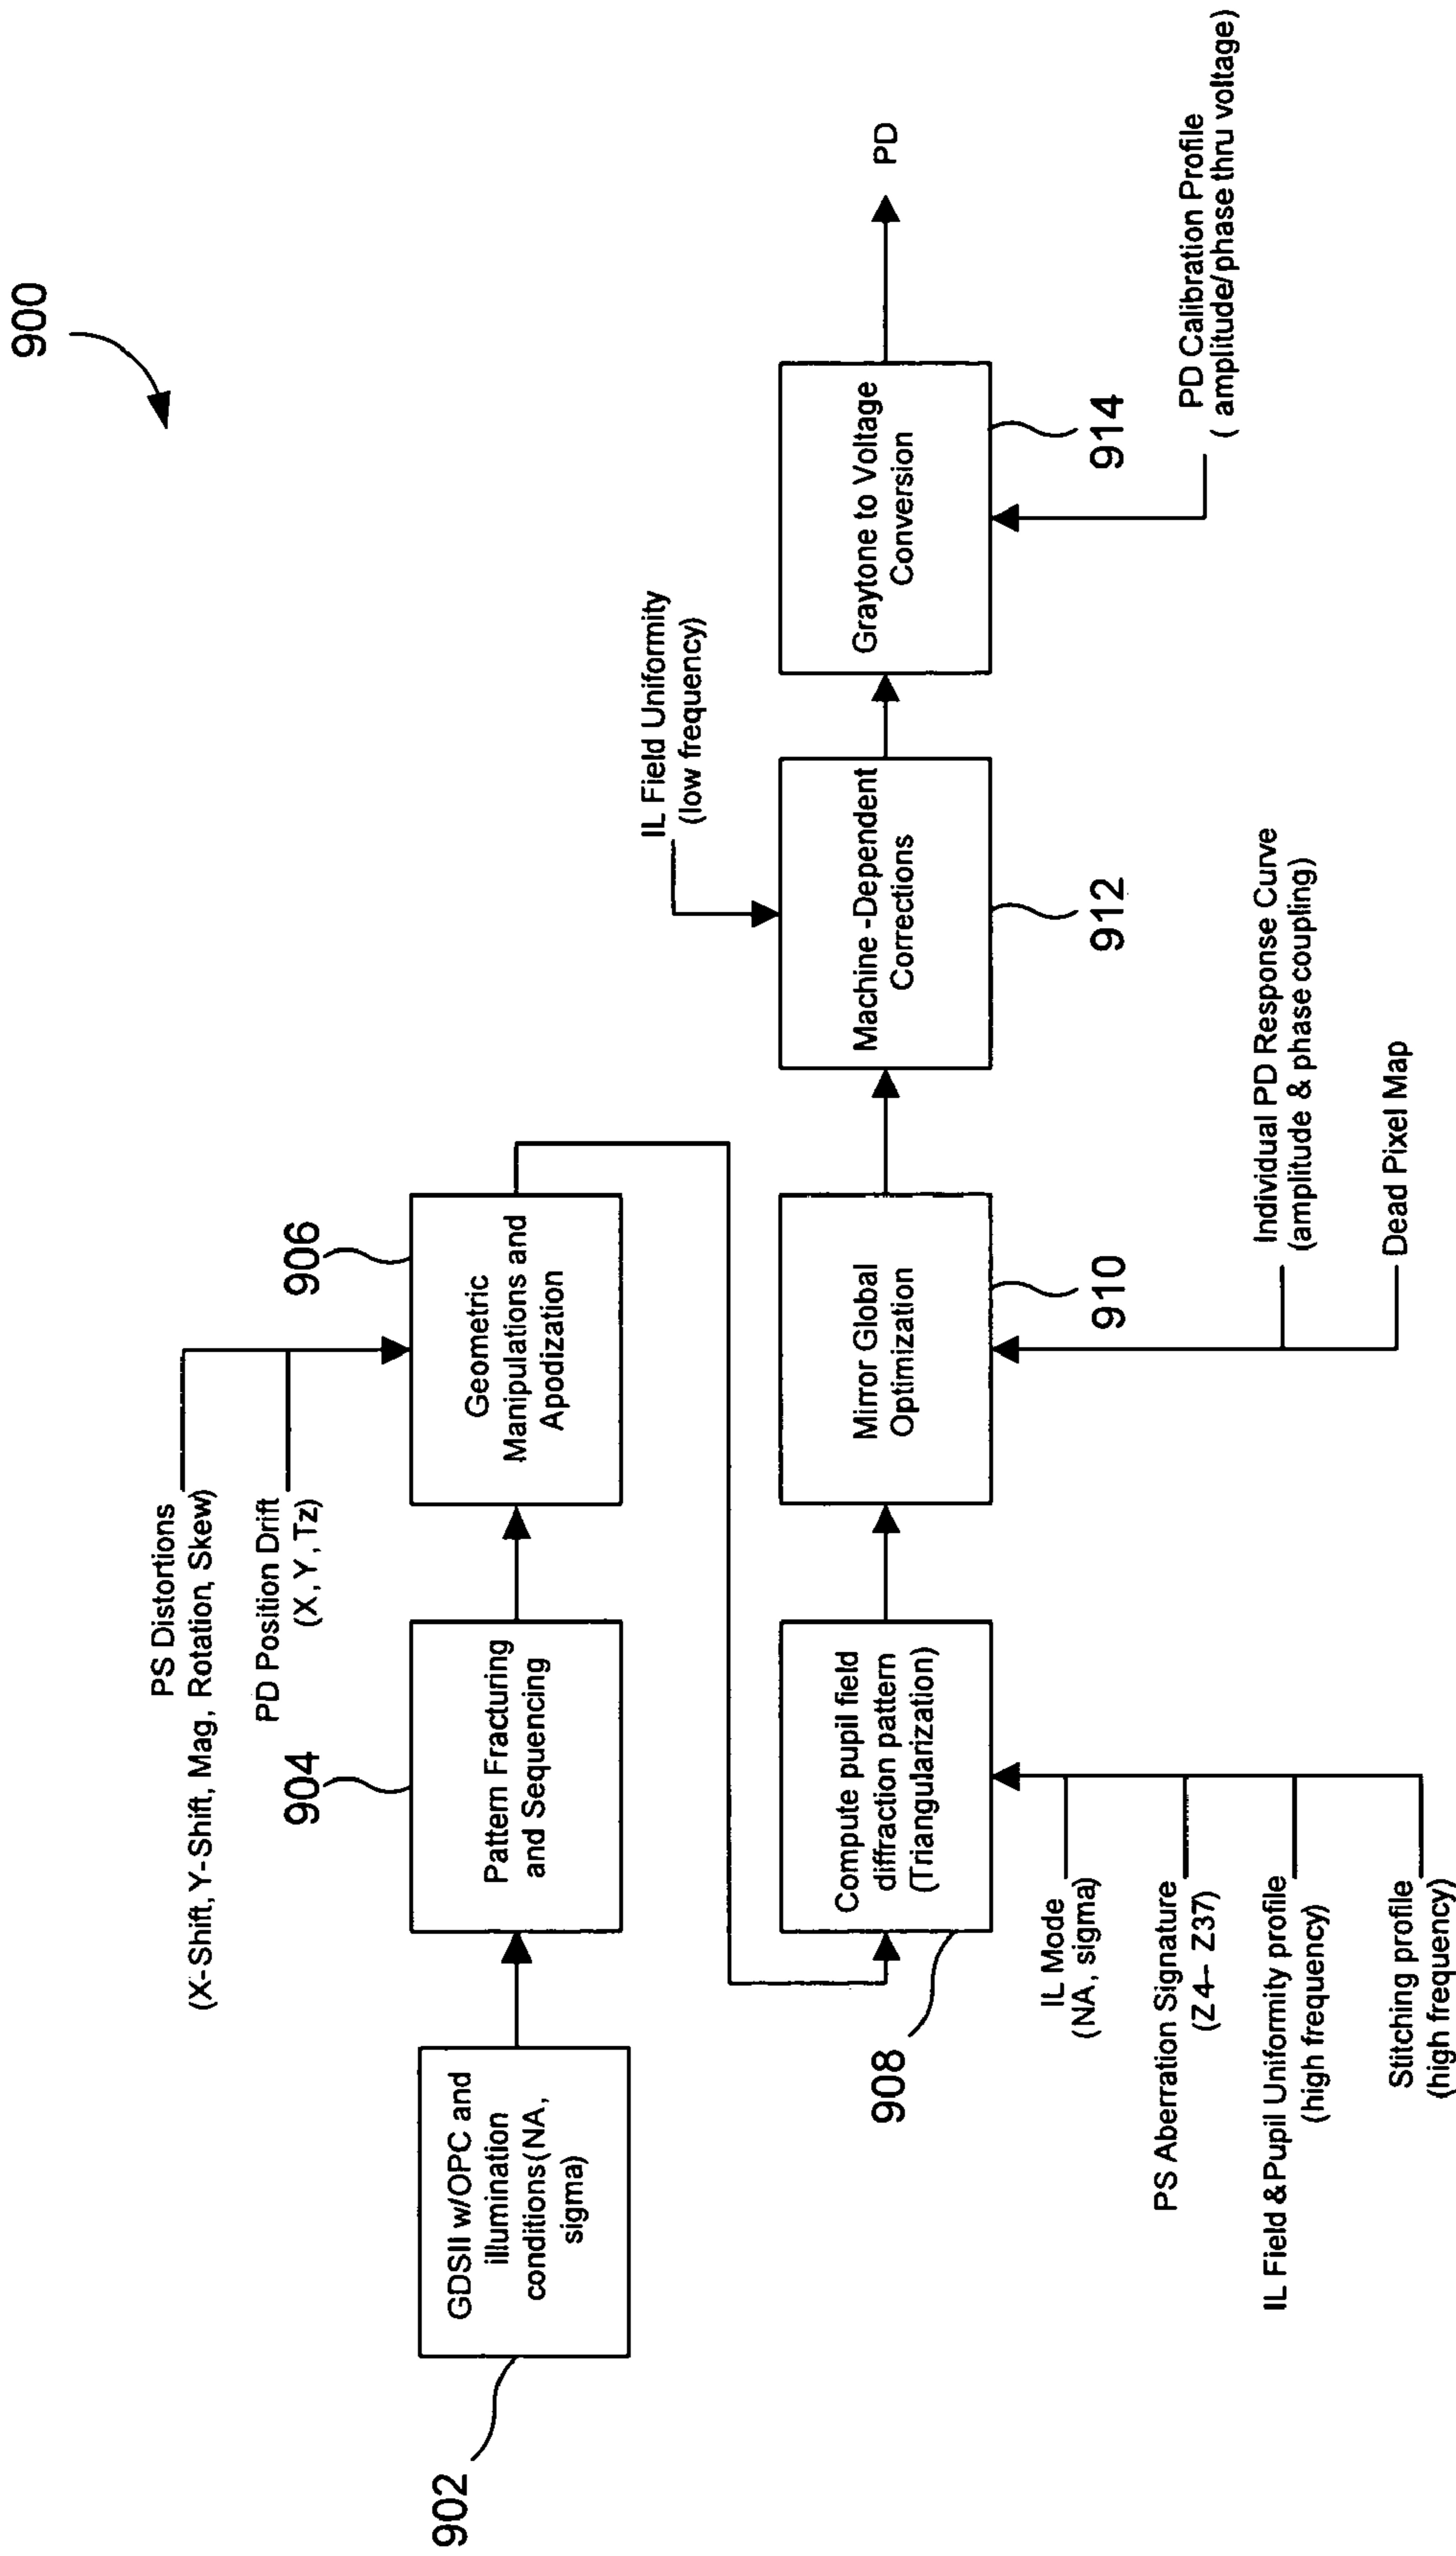 900
PS Distortions
(X-Shift, Y-Shift, Mag, Rotation, Skew)
PD Position Drift
(X, Y, Tz)
902
GDSII w/OPC and
illumination
conditions(NA,
sigma)
904
Pattern Fracturing
and Sequencing
906
Geometric
Manipulations and
Apodization
IL Field Uniformity
(low frequency)
908
Compute pupil field
diffraction pattern
(Triangularization)
Mirror Global
Optimization
910
Machine-Dependent
Corrections
912
Graytone to Voltage
Conversion
914
PD
IL Mode
(NA, sigma)
PS Aberration Signature
(Z4-Z37)
IL Field & Pupil Uniformity profile
(high frequency)
Stitching profile
(high frequency)
Individual PD Response Curve
(amplitude & phase coupling)
Dead Pixel Map
PD Calibration Profile
( amplitude/phase thru voltage)